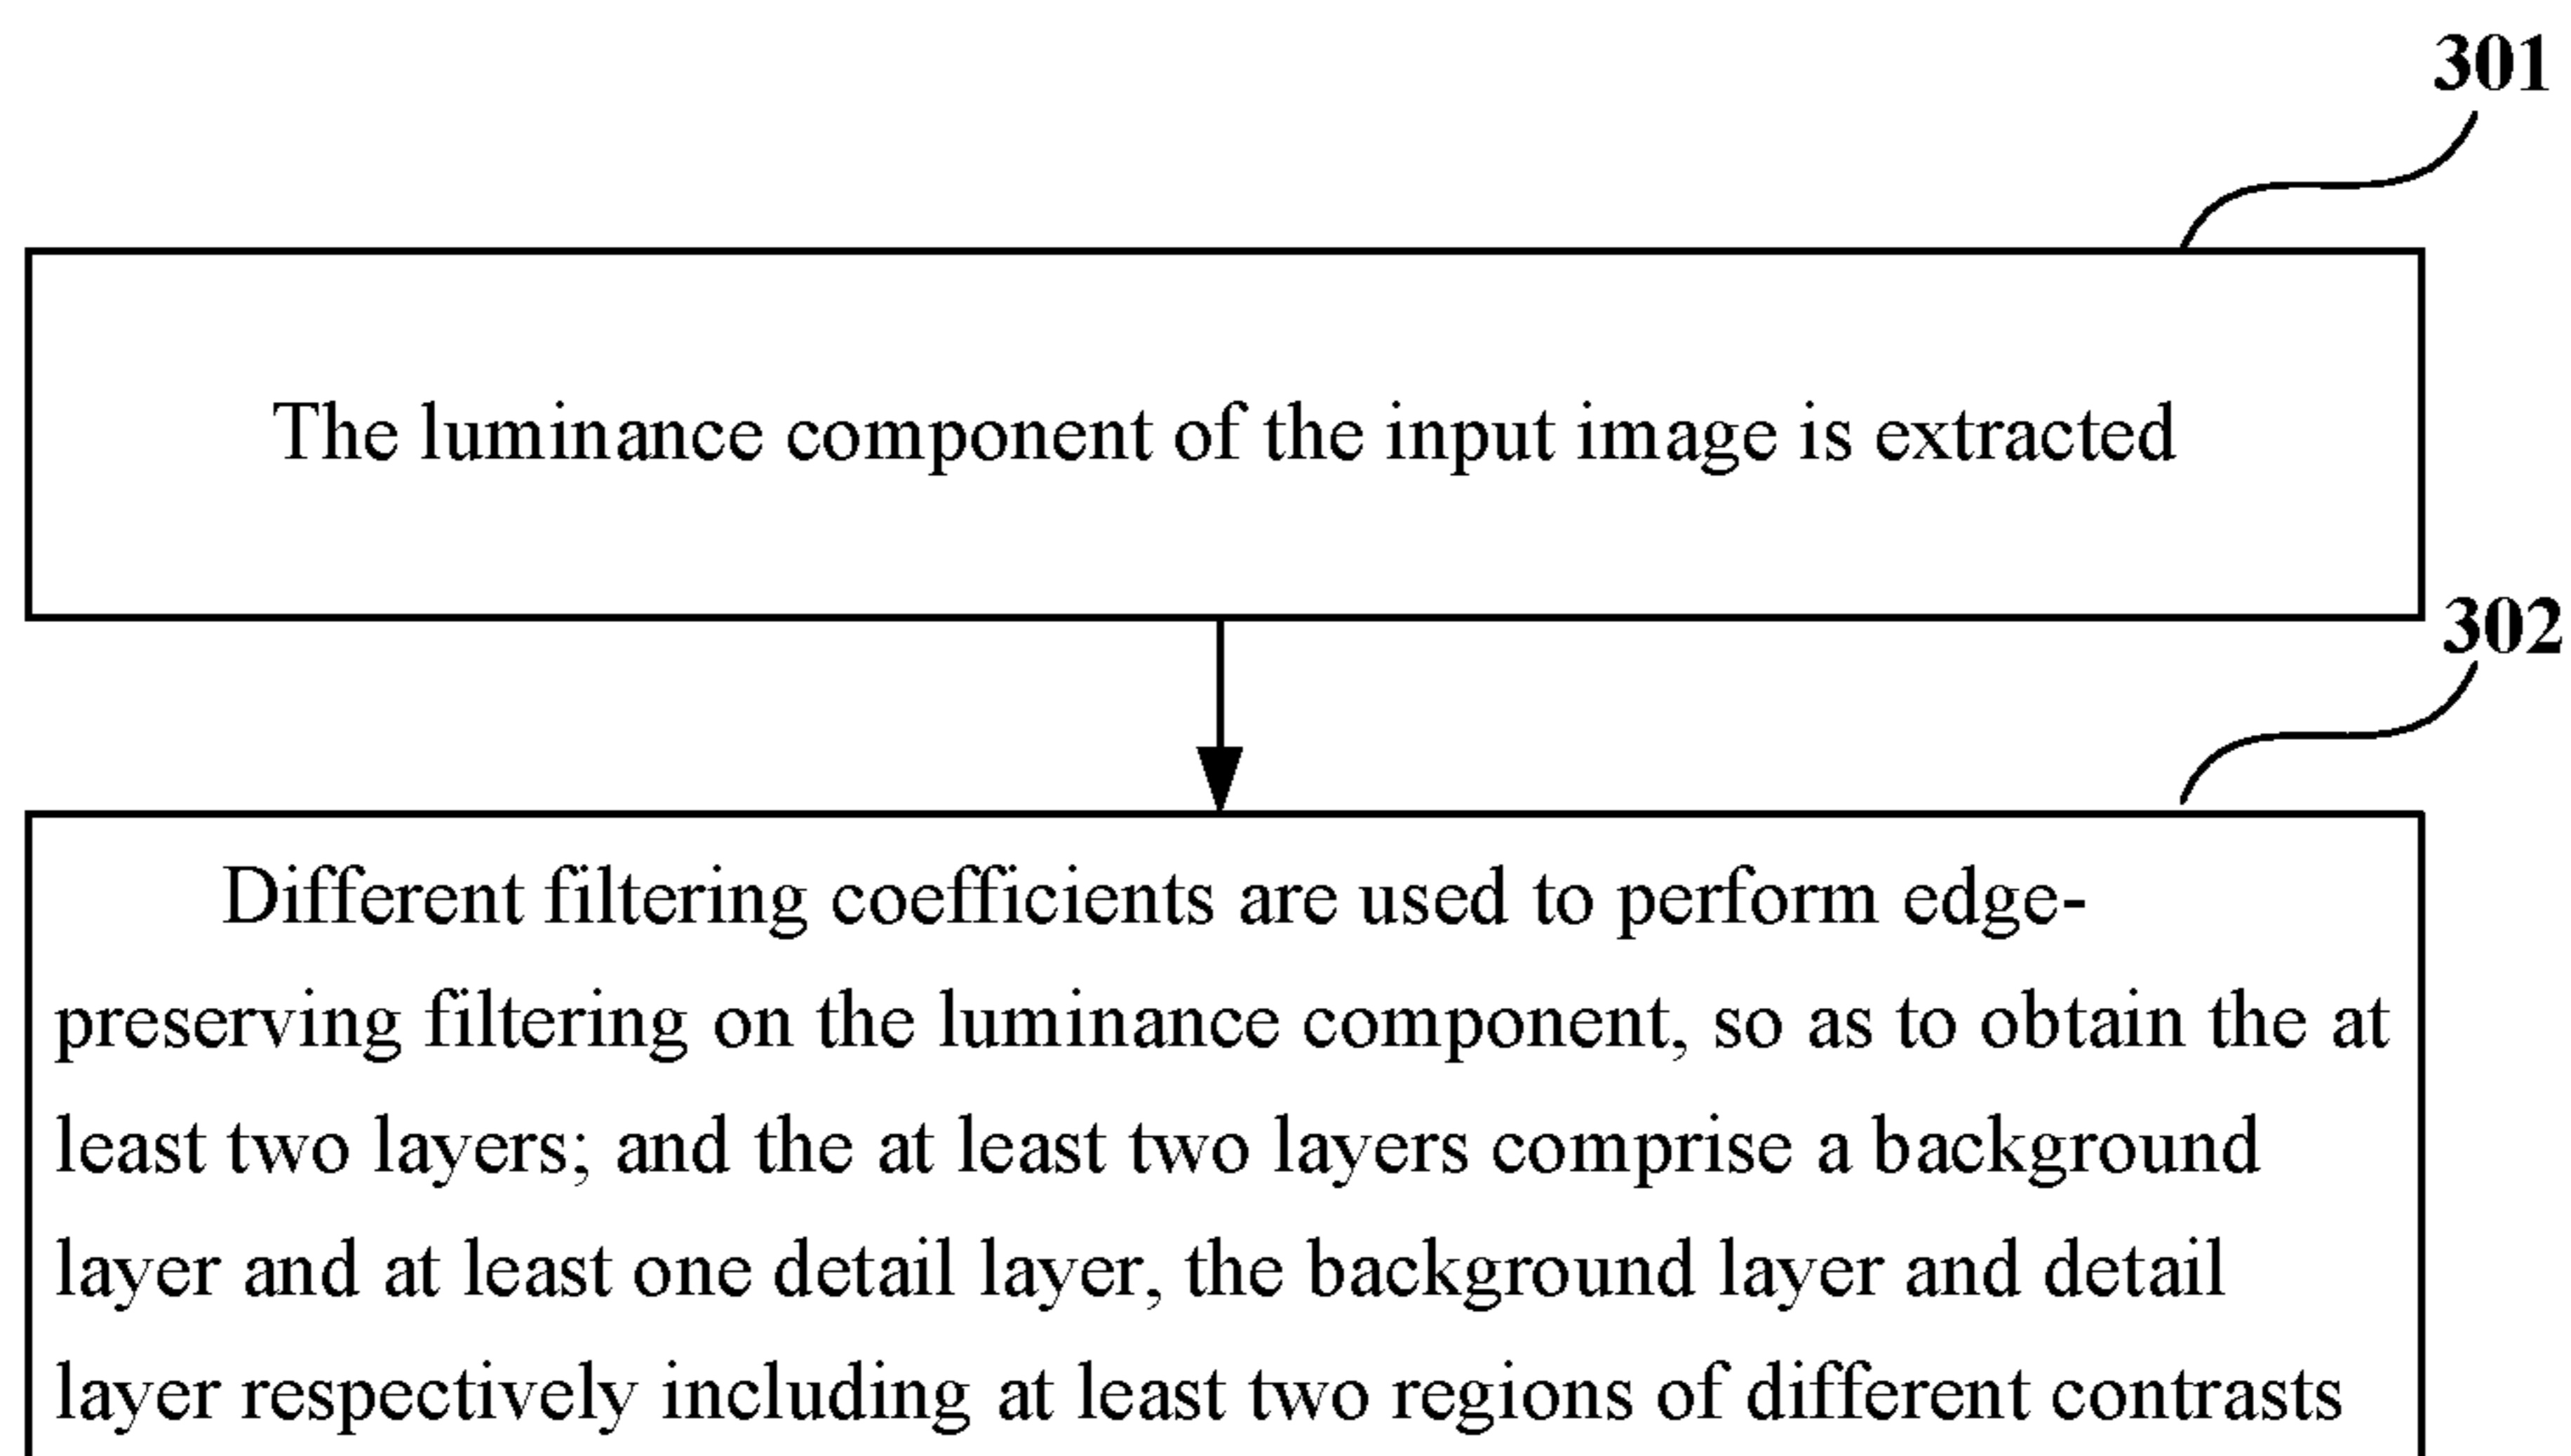 301
The luminance component of the input image is extracted
302
Different filtering coefficients are used to perform edge-
preserving filtering on the luminance component, so as to obtain the at
least two layers; and the at least two layers comprise a background
layer and at least one detail layer, the background layer and detail
layer respectively including at least two regions of different contrasts